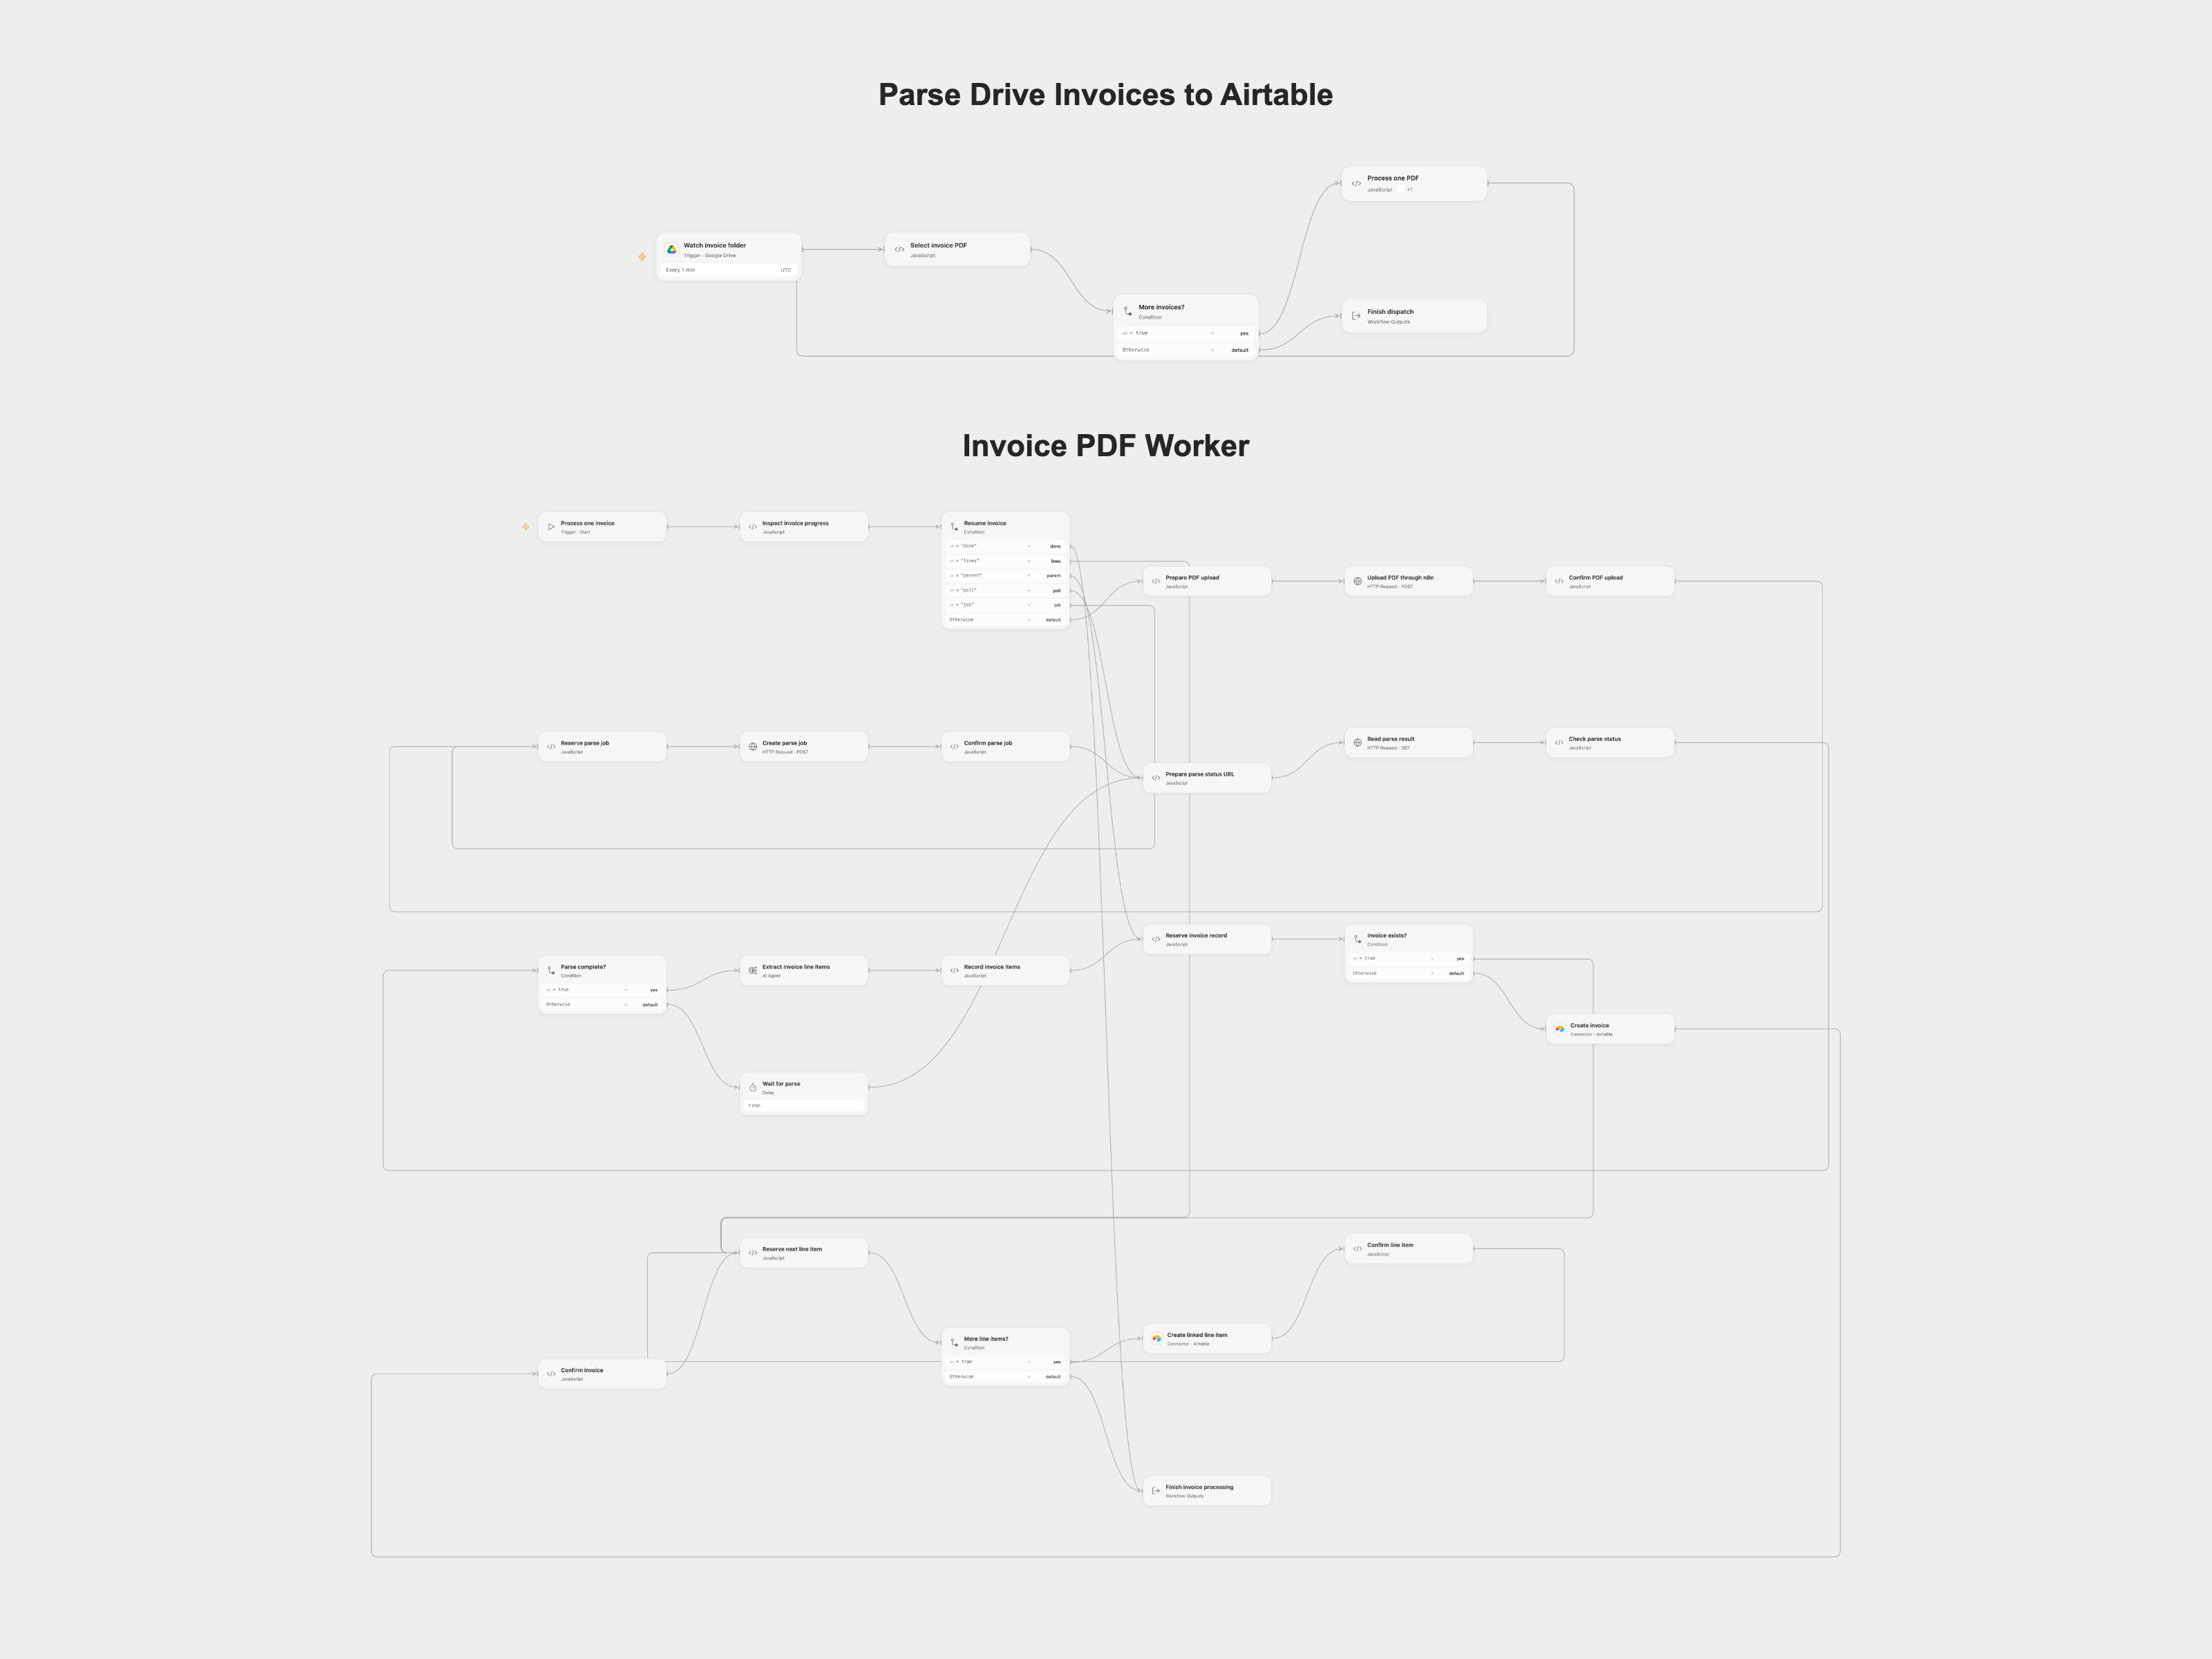 Parse Drive Invoices to Airtable
Process one PDF
JavaScript +1
Watch invoice folder
Trigger · Google Drive
Every 1 min UTC
Select invoice PDF
JavaScript
More invoices?
Condition
</> = true → yes
Otherwise → default
Finish dispatch
Workflow Outputs
Invoice PDF Worker
Process one invoice
Trigger · Start
Inspect invoice progress
JavaScript
Resume invoice
Condition
</> = "done" → done
</> = "lines" → lines
</> = "parent" → parent
</> = "poll" → poll
</> = "job" → job
Otherwise → default
Prepare PDF upload
JavaScript
Upload PDF through n8n
HTTP Request · POST
Confirm PDF upload
JavaScript
Reserve parse job
JavaScript
Create parse job
HTTP Request · POST
Confirm parse job
JavaScript
Prepare parse status URL
JavaScript
Read parse result
HTTP Request · GET
Check parse status
JavaScript
Parse complete?
Condition
</> = true → yes
Otherwise → default
Extract invoice line items
AI Agent
Record invoice items
JavaScript
Reserve invoice record
JavaScript
Invoice exists?
Condition
</> = true → yes
Otherwise → default
Create invoice
Connector · Airtable
Wait for parse
Delay
1 min
Reserve next line item
JavaScript
Confirm line item
JavaScript
More line items?
Condition
</> = true → yes
Otherwise → default
Create linked line item
Connector · Airtable
Confirm invoice
JavaScript
Finish invoice processing
Workflow Outputs